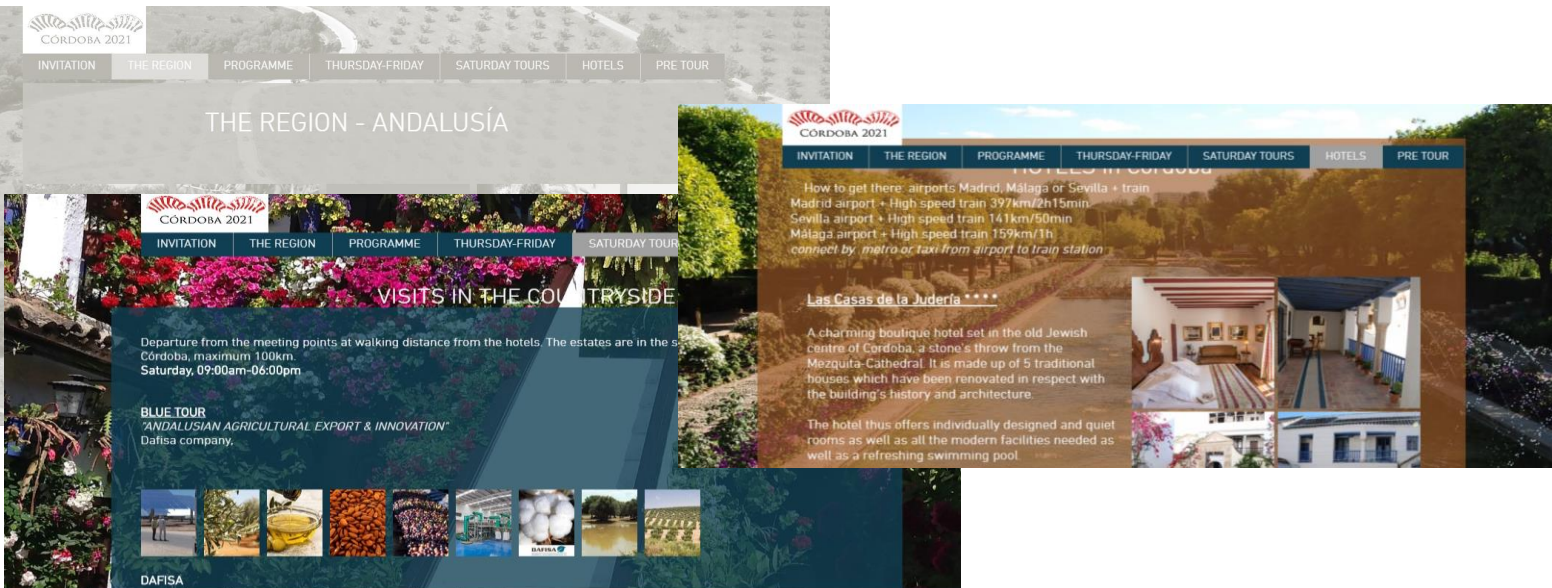 CÓRDOBA 2021
INVITATION THE REGION PROGRAMME THURSDAY-FRIDAY SATURDAY TOURS HOTELS PRE TOUR
THE REGION - ANDALUSÍA
CÓRDOBA 2021
INVITATION THE REGION PROGRAMME THURSDAY-FRIDAY SATURDAY TOUR
VISITS IN THE COUNTRYSIDE
Departure from the meeting points at walking distance from the hotels. The estates are in the s
Córdoba, maximum 100km.
Saturday, 09:00am-06:00pm
BLUE TOUR
"ANDALUSIAN AGRICULTURAL EXPORT & INNOVATION"
Dafisa company,
DAFISA
DAFISA
CÓRDOBA 2021
INVITATION THE REGION PROGRAMME THURSDAY-FRIDAY SATURDAY TOURS HOTELS PRE TOUR
HOTELS in Cordoba
How to get there: airports Madrid, Málaga or Sevilla + train
Madrid airport + High speed train 397km/2h15min
Sevilla airport + High speed train 141km/50min
Málaga airport + High speed train 159km/1h
connect by metro or taxi from airport to train station
Las Casas de la Judería * * * *
A charming boutique hotel set in the old Jewish
centre of Cordoba, a stone's throw from the
Mezquita-Cathedral. It is made up of 5 traditional
houses which have been renovated in respect with
the building's history and architecture.
The hotel thus offers individually designed and quiet
rooms as well as all the modern facilities needed as
well as a refreshing swimming pool.